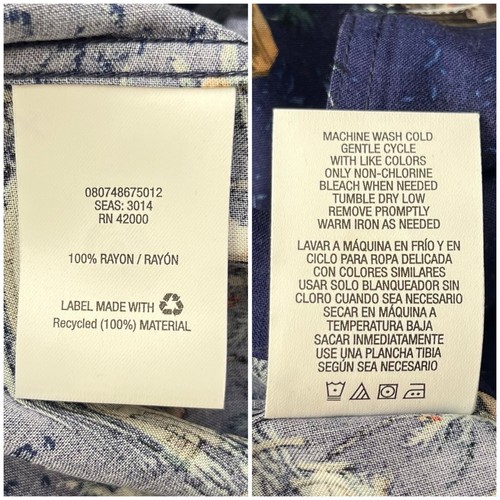 080748675012
SEAS: 3014
RN 42000
100% RAYON / RAYÓN
LABEL MADE WITH
Recycled (100%) MATERIAL
MACHINE WASH COLD
GENTLE CYCLE
WITH LIKE COLORS
ONLY NON-CHLORINE
BLEACH WHEN NEEDED
TUMBLE DRY LOW
REMOVE PROMPTLY
WARM IRON AS NEEDED
LAVAR A MÁQUINA EN FRÍO Y EN
CICLO PARA ROPA DELICADA
CON COLORES SIMILARES
USAR SOLO BLANQUEADOR SIN
CLORO CUANDO SEA NECESARIO
SECAR EN MÁQUINA A
TEMPERATURA BAJA
SACAR INMEDIATAMENTE
USE UNA PLANCHA TIBIA
SEGÚN SEA NECESARIO